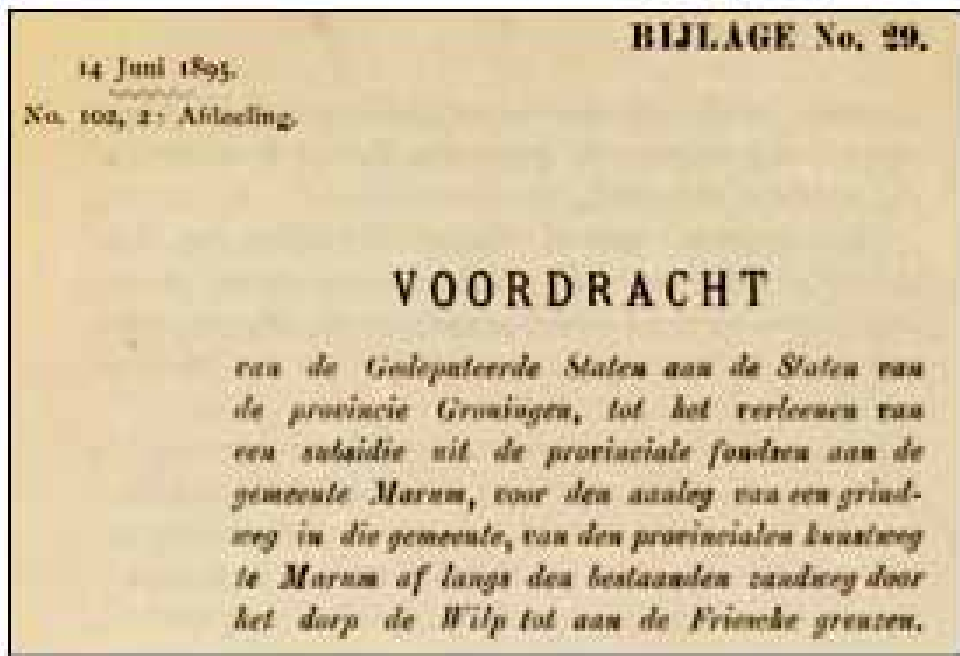 BIJLAGE No. 29.
14 Juni 1895.
No. 102, 2e Afdeeling.
VOORDRACHT
van de Gedeputeerde Staten aan de Staten van
de provincie Groningen, tot het verleenen van
een subsidie uit de provinciale fondsen aan de
gemeente Marum, voor den aanleg van een grind-
weg in die gemeente, van den provincialen kunstweg
te Marum af langs den bestaanden zandweg door
het dorp de Wilp tot aan de Friesche grenzen.